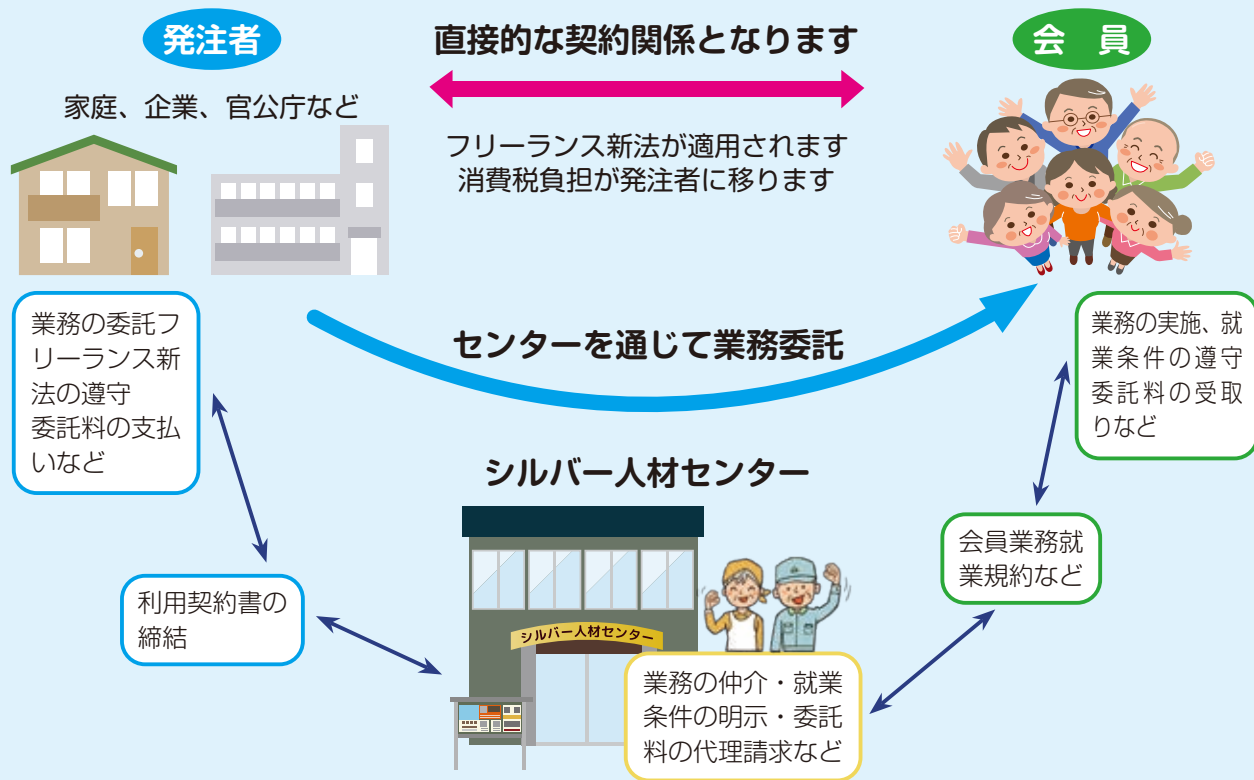 発注者
直接的な契約関係となります
会 員
家庭、企業、官公庁など
フリーランス新法が適用されます
消費税負担が発注者に移ります
業務の委託フ
リーランス新
法の遵守
委託料の支払
いなど
センターを通じて業務委託
業務の実施、就
業条件の遵守
委託料の受取
りなど
シルバー人材センター
会員業務就
業規約など
利用契約書の
締結
シルバー人材センター
業務の仲介・就業
条件の明示・委託
料の代理請求など